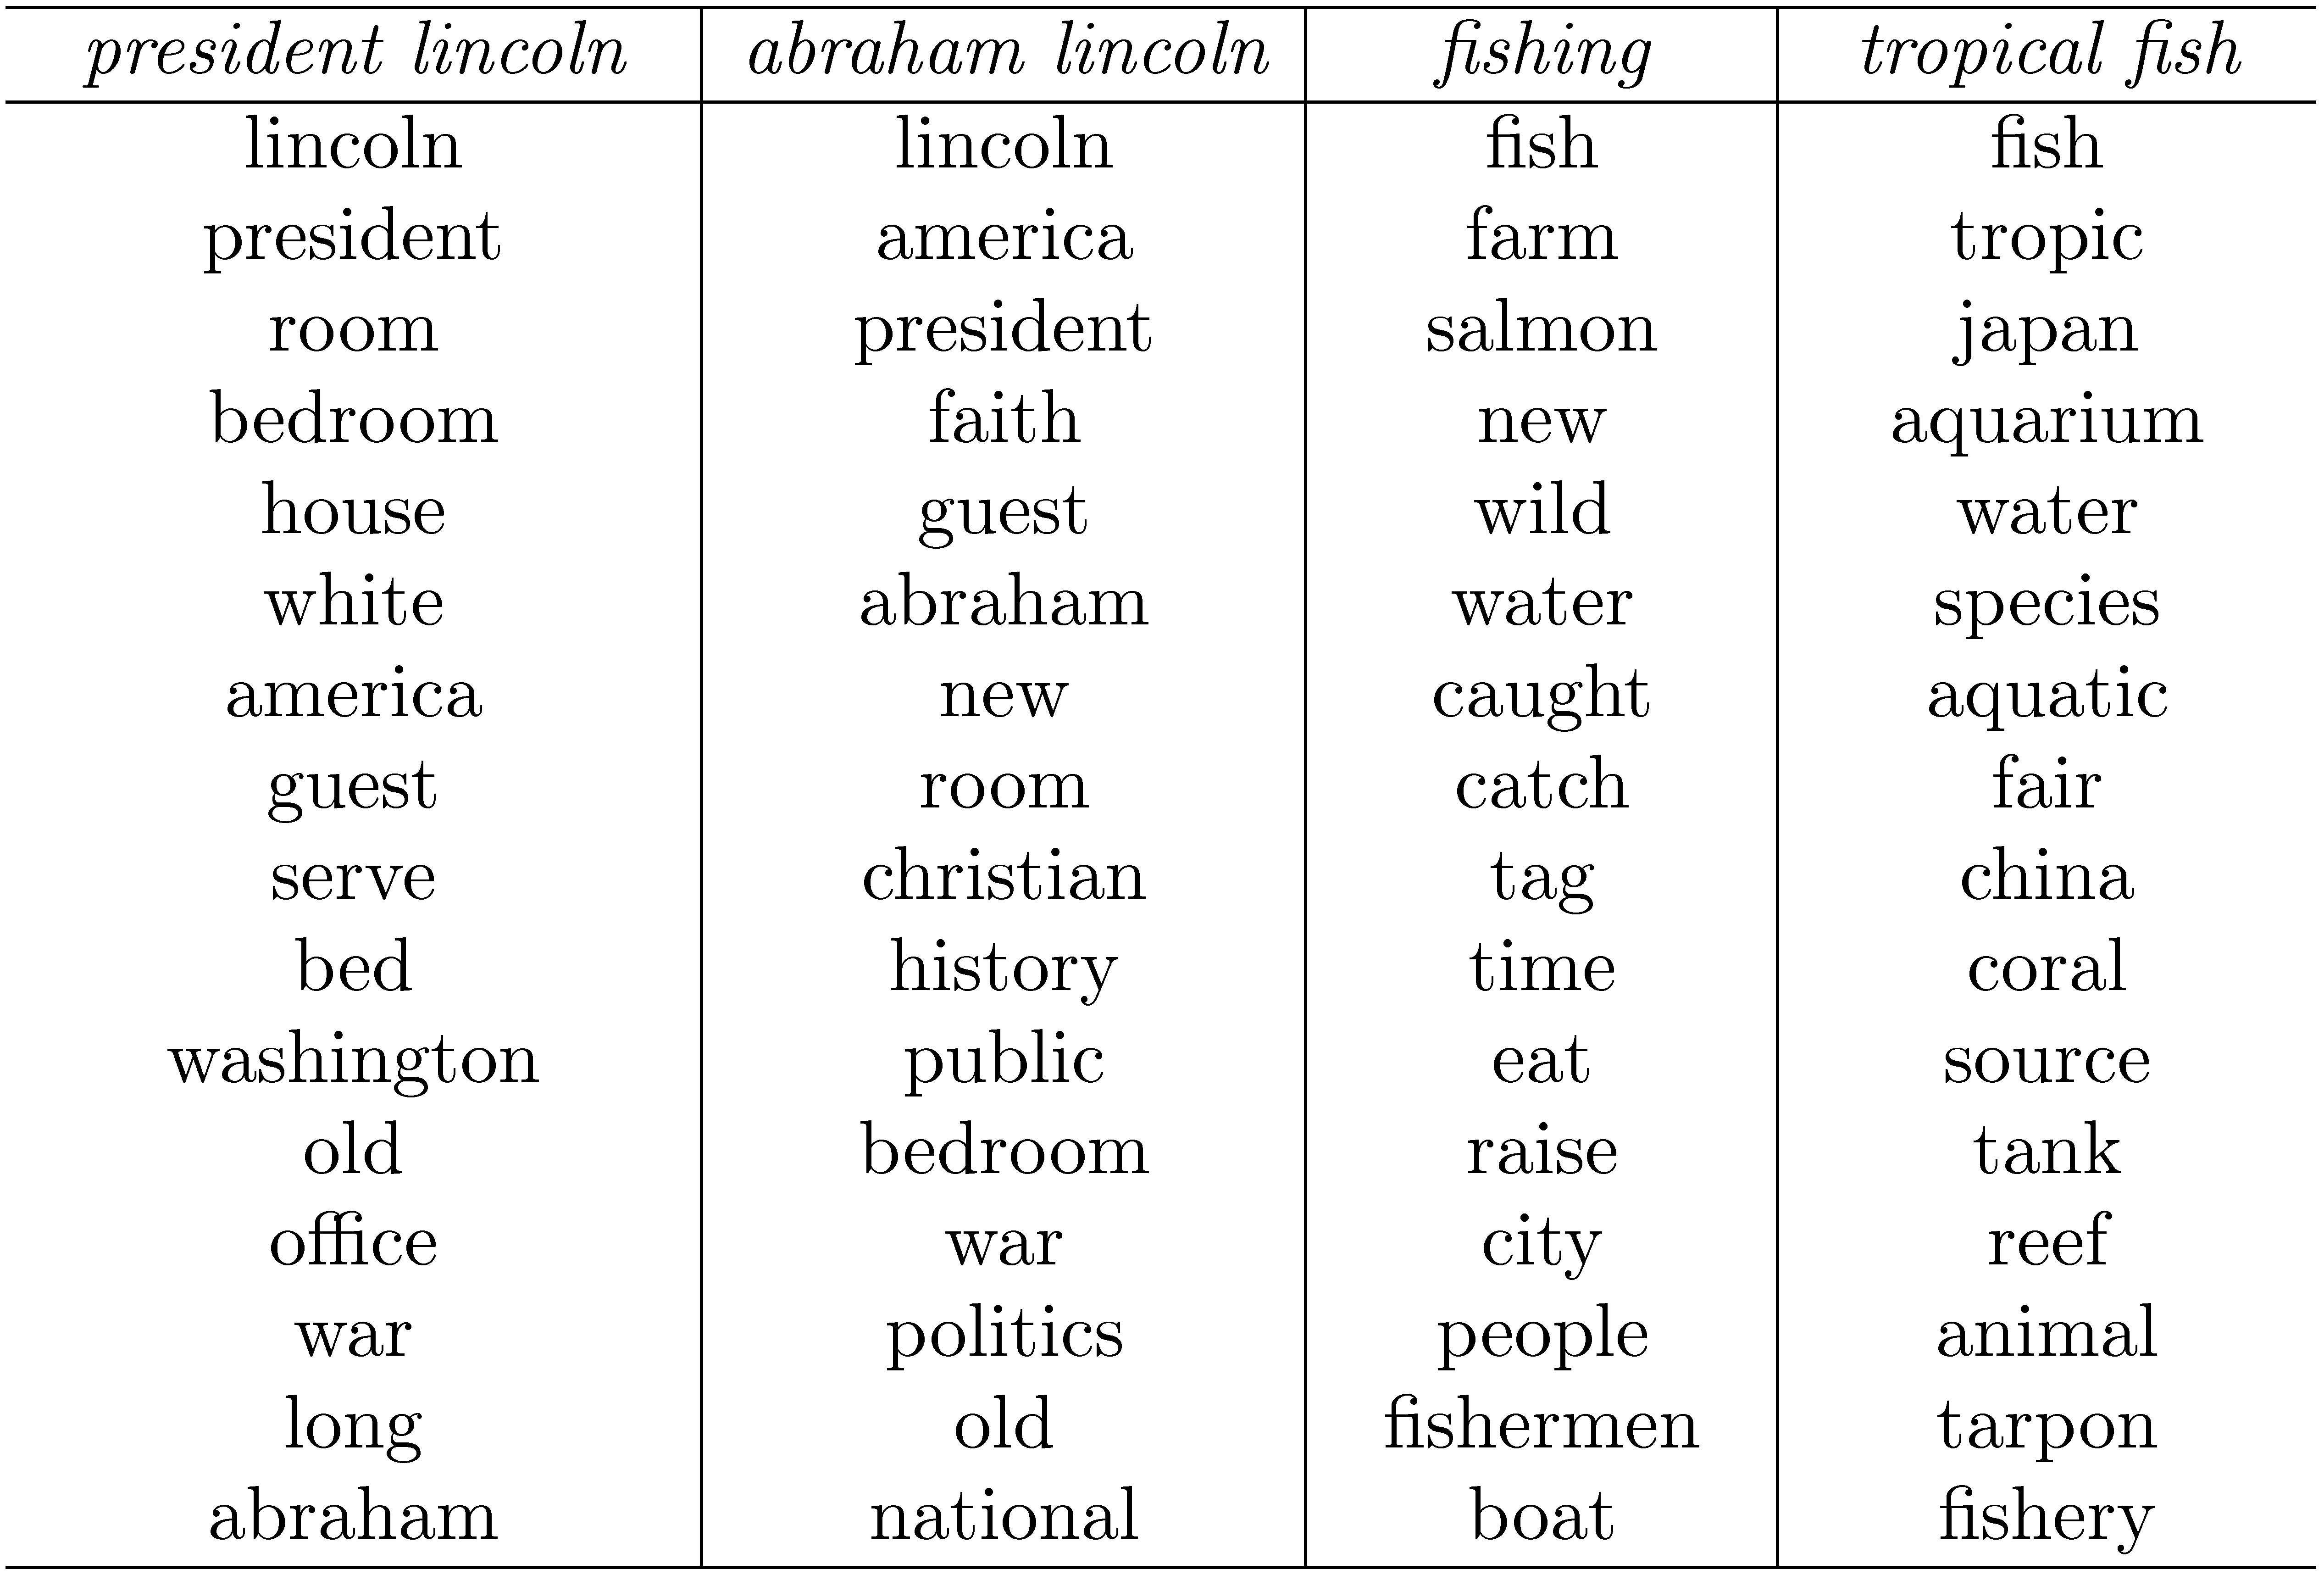 president lincoln abraham lincoln fishing tropical fish
lincoln lincoln fish fish
president america farm tropic
room president salmon japan
bedroom faith new aquarium
house guest wild water
white abraham water species
america new caught aquatic
guest room catch fair
serve christian tag china
bed history time coral
washington public eat source
old bedroom raise tank
office war city reef
war politics people animal
long old fishermen tarpon
abraham national boat fishery